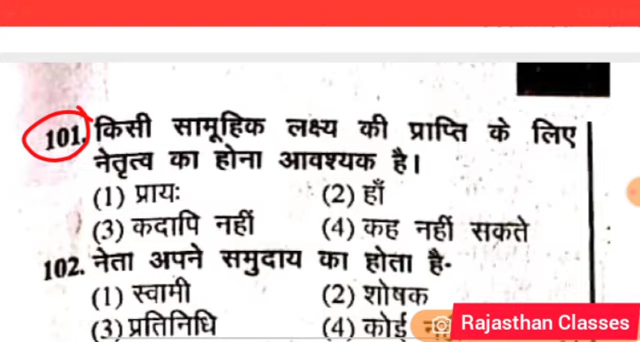 101. किसी सामूहिक लक्ष्य की प्राप्ति के लिए
नेतृत्व का होना आवश्यक है।
(1) प्रायः (2) हाँ
(3) कदापि नहीं (4) कह नहीं सकते
102. नेता अपने समुदाय का होता है-
(1) स्वामी (2) शोषक
(3) प्रतिनिधि (4) कोई
Rajasthan Classes